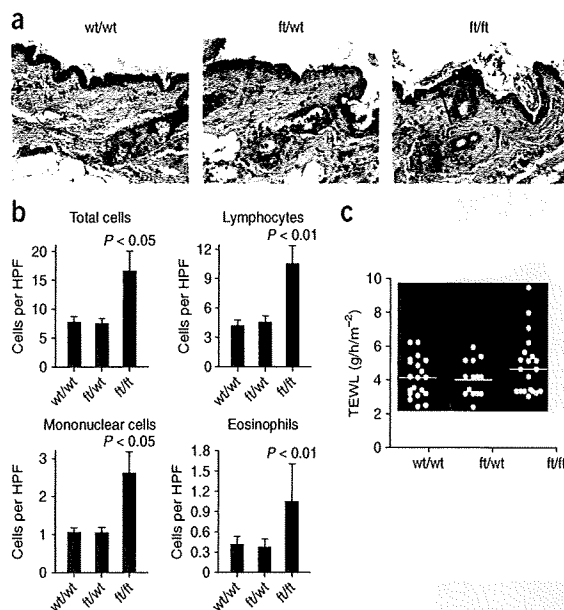 a
wt/wt ft/wt ft/ft
b
Total cells
P < 0.05
Cells per HPF
20
15
10
5
0
wt/wt ft/wt ft/ft
Lymphocytes
P < 0.01
Cells per HPF
12
9
6
3
0
wt/wt ft/wt ft/ft
Mononuclear cells
P < 0.05
Cells per HPF
3
2
1
0
wt/wt ft/wt ft/ft
Eosinophils
P < 0.01
Cells per HPF
1.8
1.5
1.2
0.9
0.6
0.3
0
wt/wt ft/wt ft/ft
c
TEWL (g/h/m⁻²)
10
8
6
4
2
0
wt/wt ft/wt ft/ft